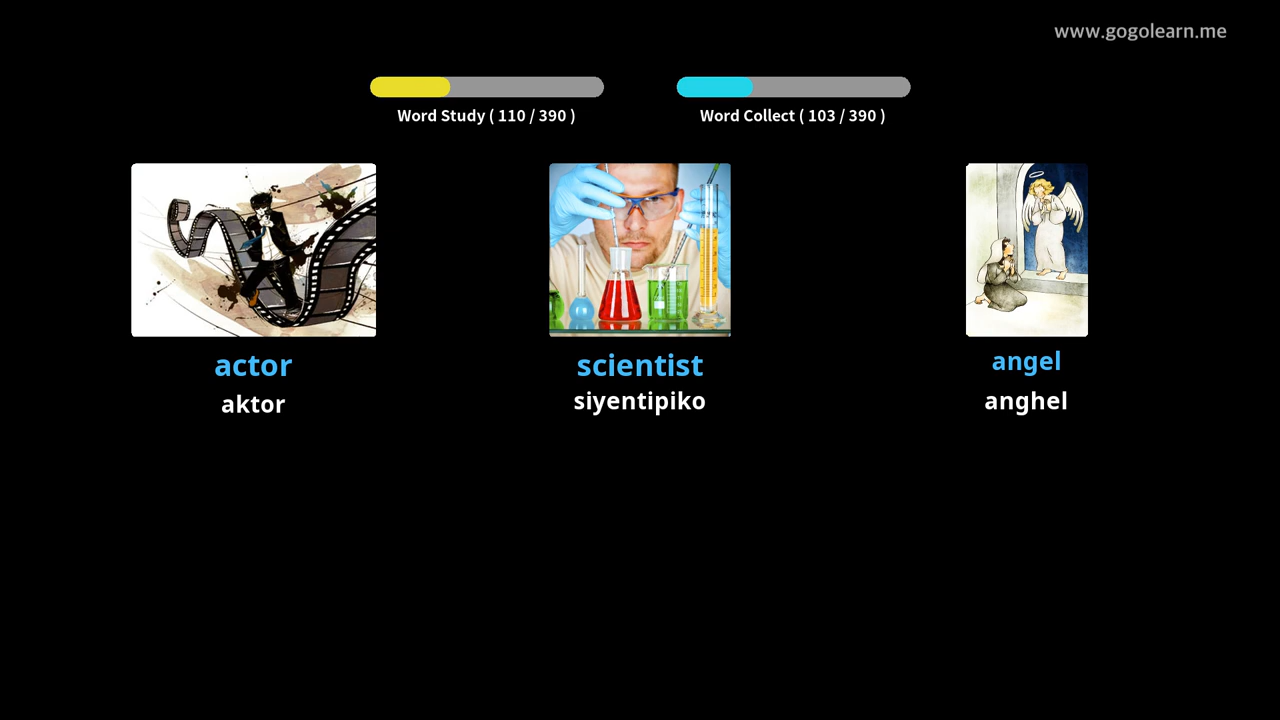 www.gogolearn.me
Word Study ( 110 / 390 )
Word Collect ( 103 / 390 )
actor
aktor
scientist
siyentipiko
angel
anghel